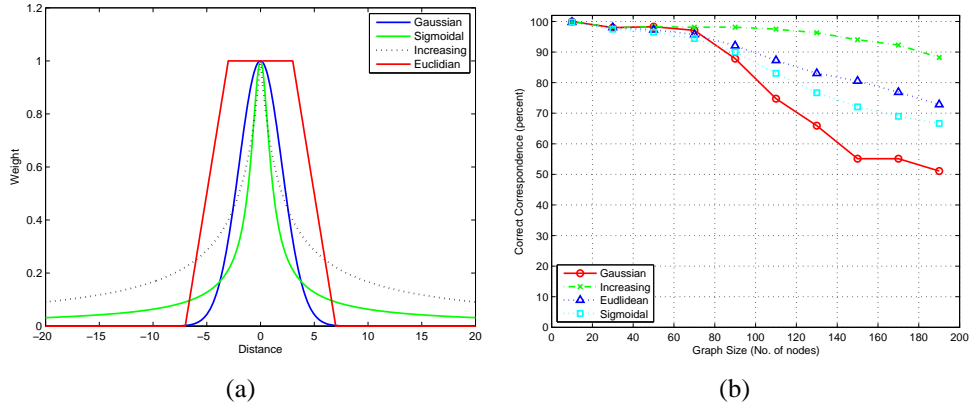 Gaussian
Sigmoidal
Increasing
Euclidian
1.2
1
0.8
0.6
0.4
0.2
0
Weight
−20 −15 −10 −5 0 5 10 15 20
Distance
(a)
100
90
80
70
60
50
40
30
20
10
0
Correct Correspondence (percent)
Gaussian
Increasing
Eudlidean
Sigmoidal
0 20 40 60 80 100 120 140 160 180 200
Graph Size (No. of nodes)
(b)